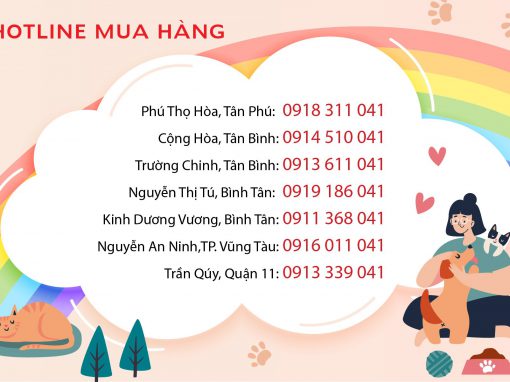 HOTLINE MUA HÀNG
Phú Thọ Hòa, Tân Phú: 0918 311 041
Cộng Hòa, Tân Bình: 0914 510 041
Trường Chinh, Tân Bình: 0913 611 041
Nguyễn Thị Tú, Bình Tân: 0919 186 041
Kinh Dương Vương, Bình Tân: 0911 368 041
Nguyễn An Ninh,TP. Vũng Tàu: 0916 011 041
Trần Qúy, Quận 11: 0913 339 041